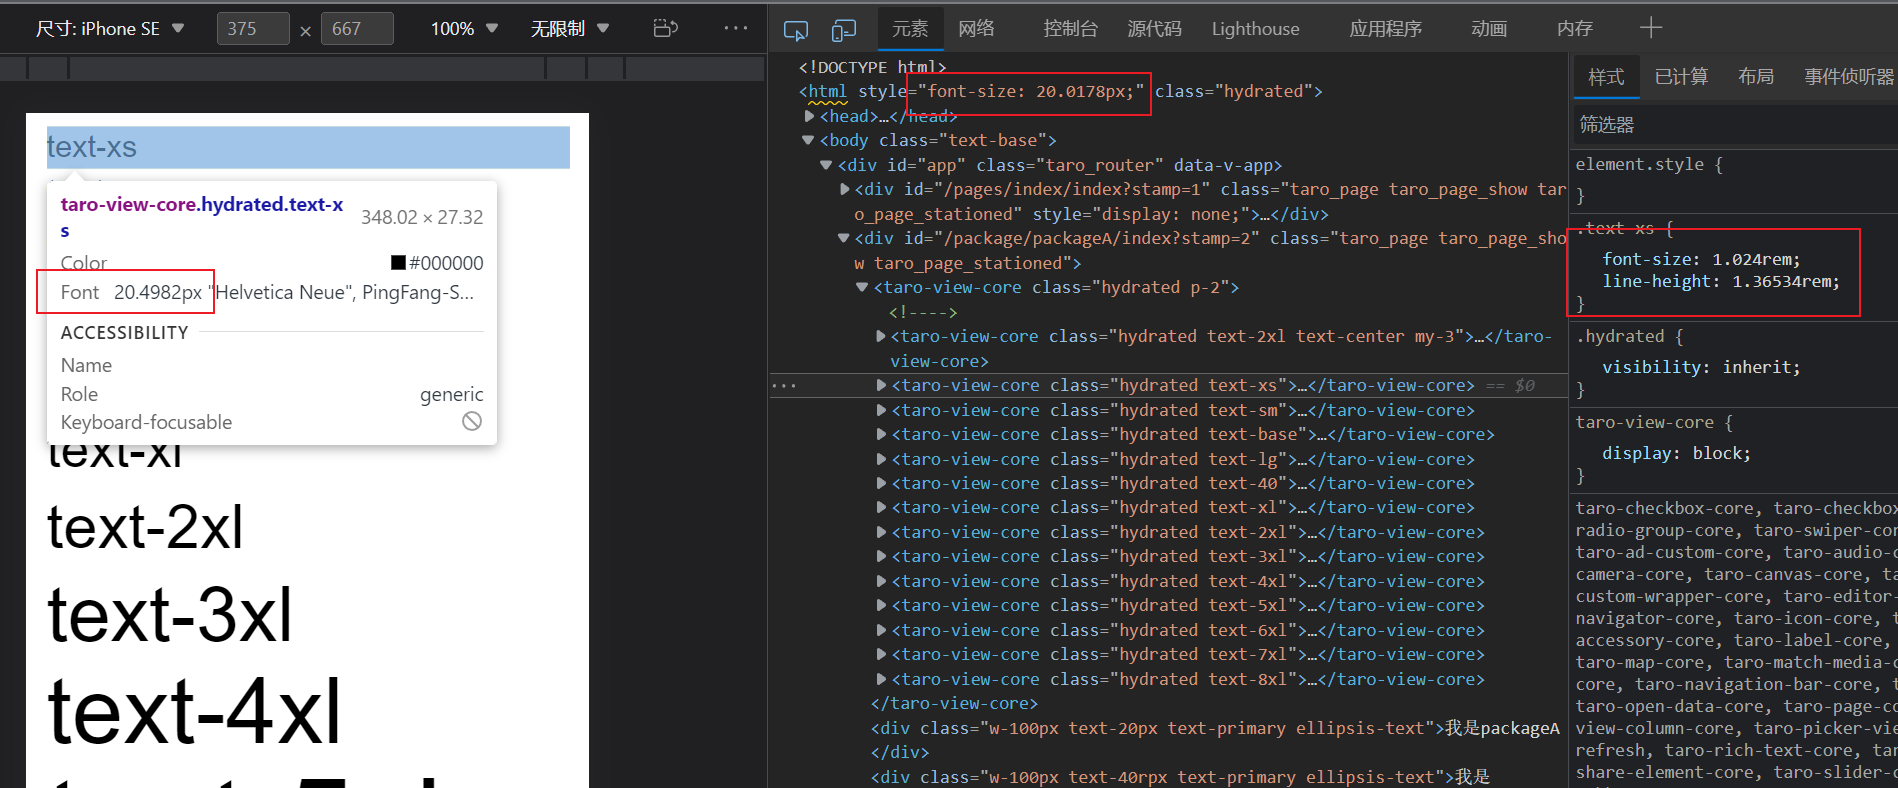 尺寸: iPhone SE
375
×
667
100%
无限制
元素
网络
控制台
源代码
Lighthouse
应用程序
动画
内存
text-xs
taro-view-core.hydrated.text-x
s
348.02 × 27.32
Color
#000000
Font
20.4982px "Helvetica Neue", PingFang-S...
ACCESSIBILITY
Name
Role
generic
Keyboard-focusable
text-xl
text-2xl
text-3xl
text-4xl
<!DOCTYPE html>
<html style="font-size: 20.0178px;" class="hydrated">
<head>…</head>
<body class="text-base">
<div id="app" class="taro_router" data-v-app>
<div id="/pages/index/index?stamp=1" class="taro_page taro_page_show tar
o_page_stationed" style="display: none;">…</div>
<div id="/package/packageA/index?stamp=2" class="taro_page taro_page_sho
w taro_page_stationed">
<taro-view-core class="hydrated p-2">
<!---->
<taro-view-core class="hydrated text-2xl text-center my-3">…</taro-
view-core>
<taro-view-core class="hydrated text-xs">…</taro-view-core> == $0
<taro-view-core class="hydrated text-sm">…</taro-view-core>
<taro-view-core class="hydrated text-base">…</taro-view-core>
<taro-view-core class="hydrated text-lg">…</taro-view-core>
<taro-view-core class="hydrated text-40">…</taro-view-core>
<taro-view-core class="hydrated text-xl">…</taro-view-core>
<taro-view-core class="hydrated text-2xl">…</taro-view-core>
<taro-view-core class="hydrated text-3xl">…</taro-view-core>
<taro-view-core class="hydrated text-4xl">…</taro-view-core>
<taro-view-core class="hydrated text-5xl">…</taro-view-core>
<taro-view-core class="hydrated text-6xl">…</taro-view-core>
<taro-view-core class="hydrated text-7xl">…</taro-view-core>
<taro-view-core class="hydrated text-8xl">…</taro-view-core>
</taro-view-core>
<div class="w-100px text-20px text-primary ellipsis-text">我是packageA
</div>
<div class="w-100px text-40rpx text-primary ellipsis-text">我是
样式
已计算
布局
事件侦听器
筛选器
element.style {
}
.text-xs {
font-size: 1.024rem;
line-height: 1.36534rem;
}
.hydrated {
visibility: inherit;
}
taro-view-core {
display: block;
}
taro-checkbox-core, taro-checkbox
radio-group-core, taro-swiper-cor
taro-ad-custom-core, taro-audio-c
camera-core, taro-canvas-core, ta
custom-wrapper-core, taro-editor-
navigator-core, taro-icon-core, t
accessory-core, taro-label-core,
taro-map-core, taro-match-media-c
core, taro-navigation-bar-core, t
taro-open-data-core, taro-page-co
view-column-core, taro-picker-vie
refresh, taro-rich-text-core, tar
share-element-core, taro-slider-c